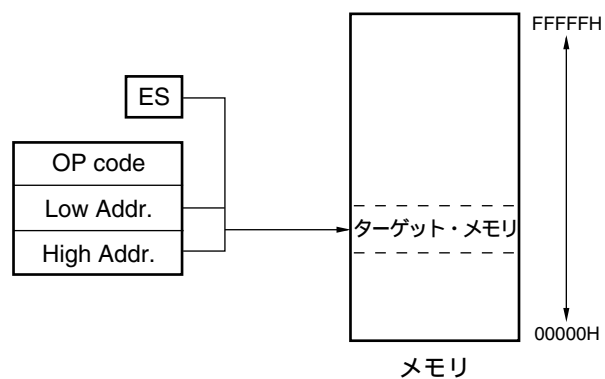 FFFFFH
ES
OP code
Low Addr.
High Addr.
ターゲット・メモリ
00000H
メモリ